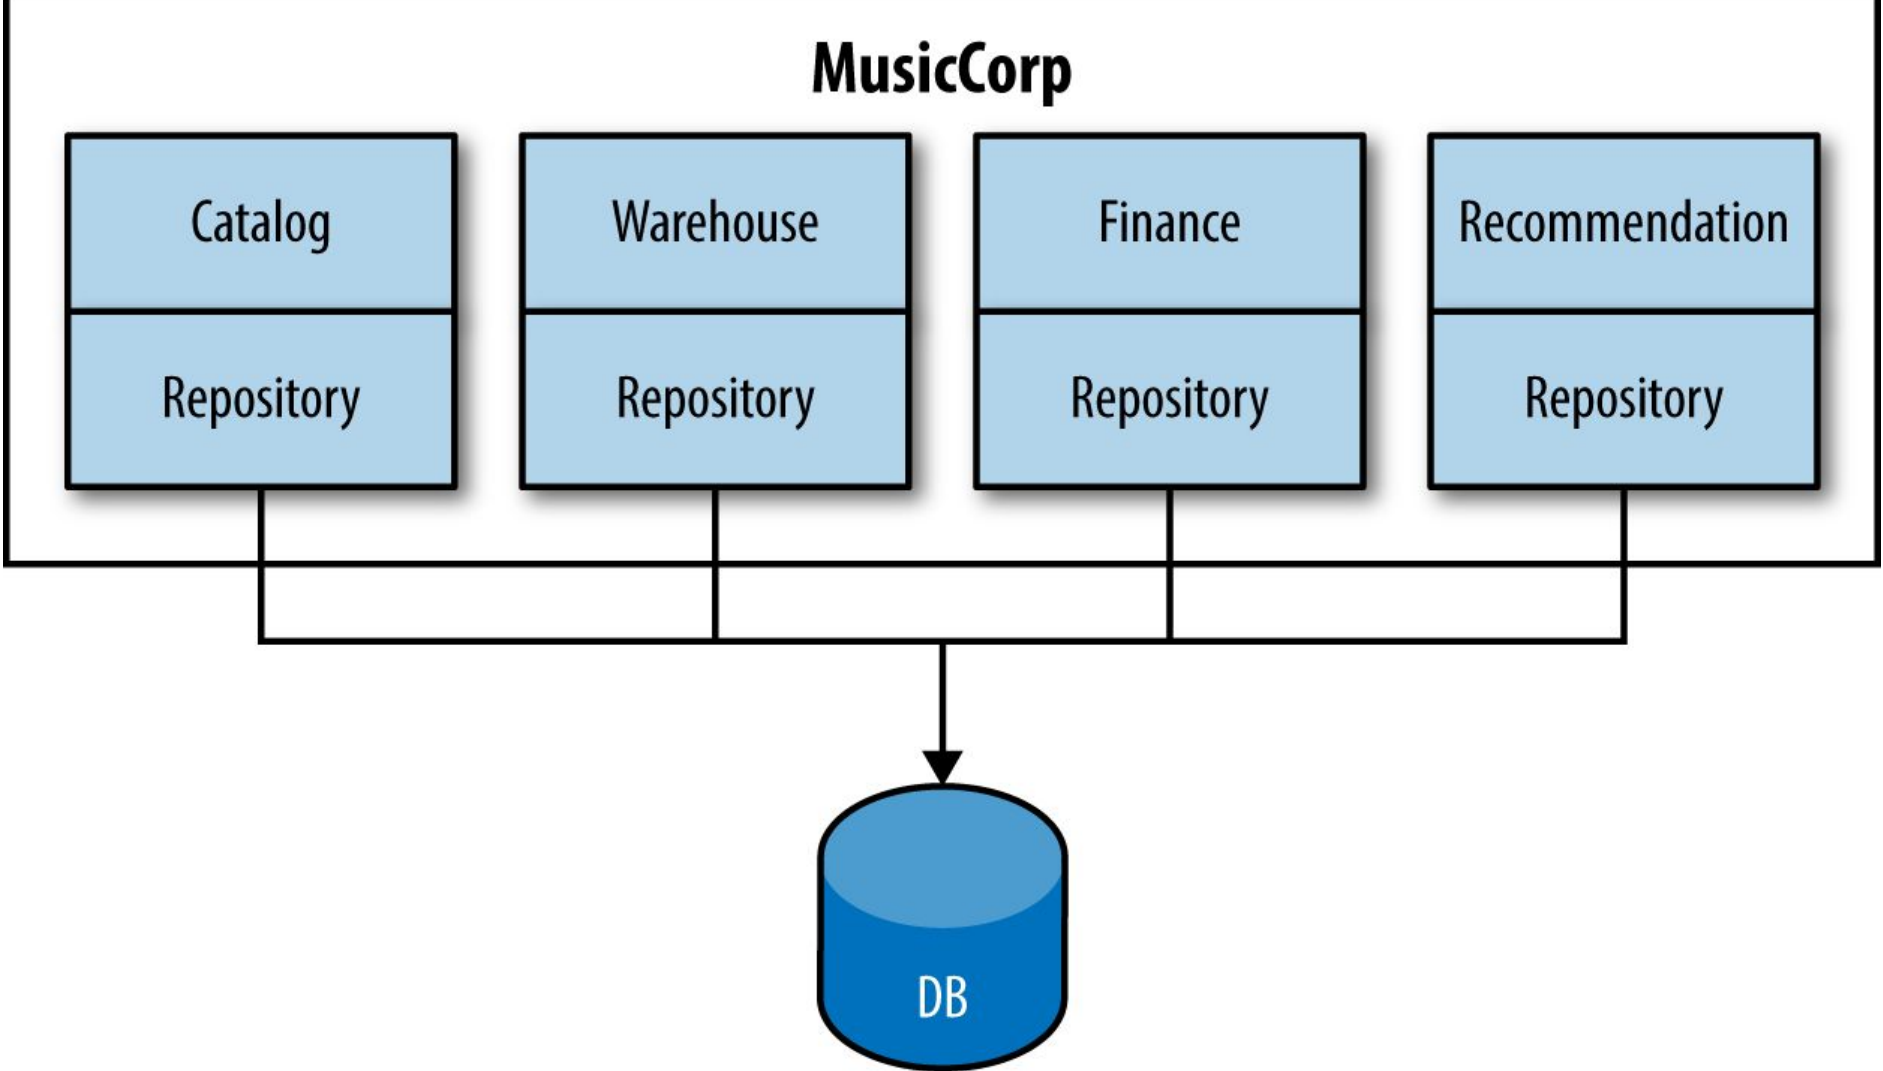 MusicCorp
Catalog
Warehouse
Finance
Recommendation
Repository
Repository
Repository
Repository
DB